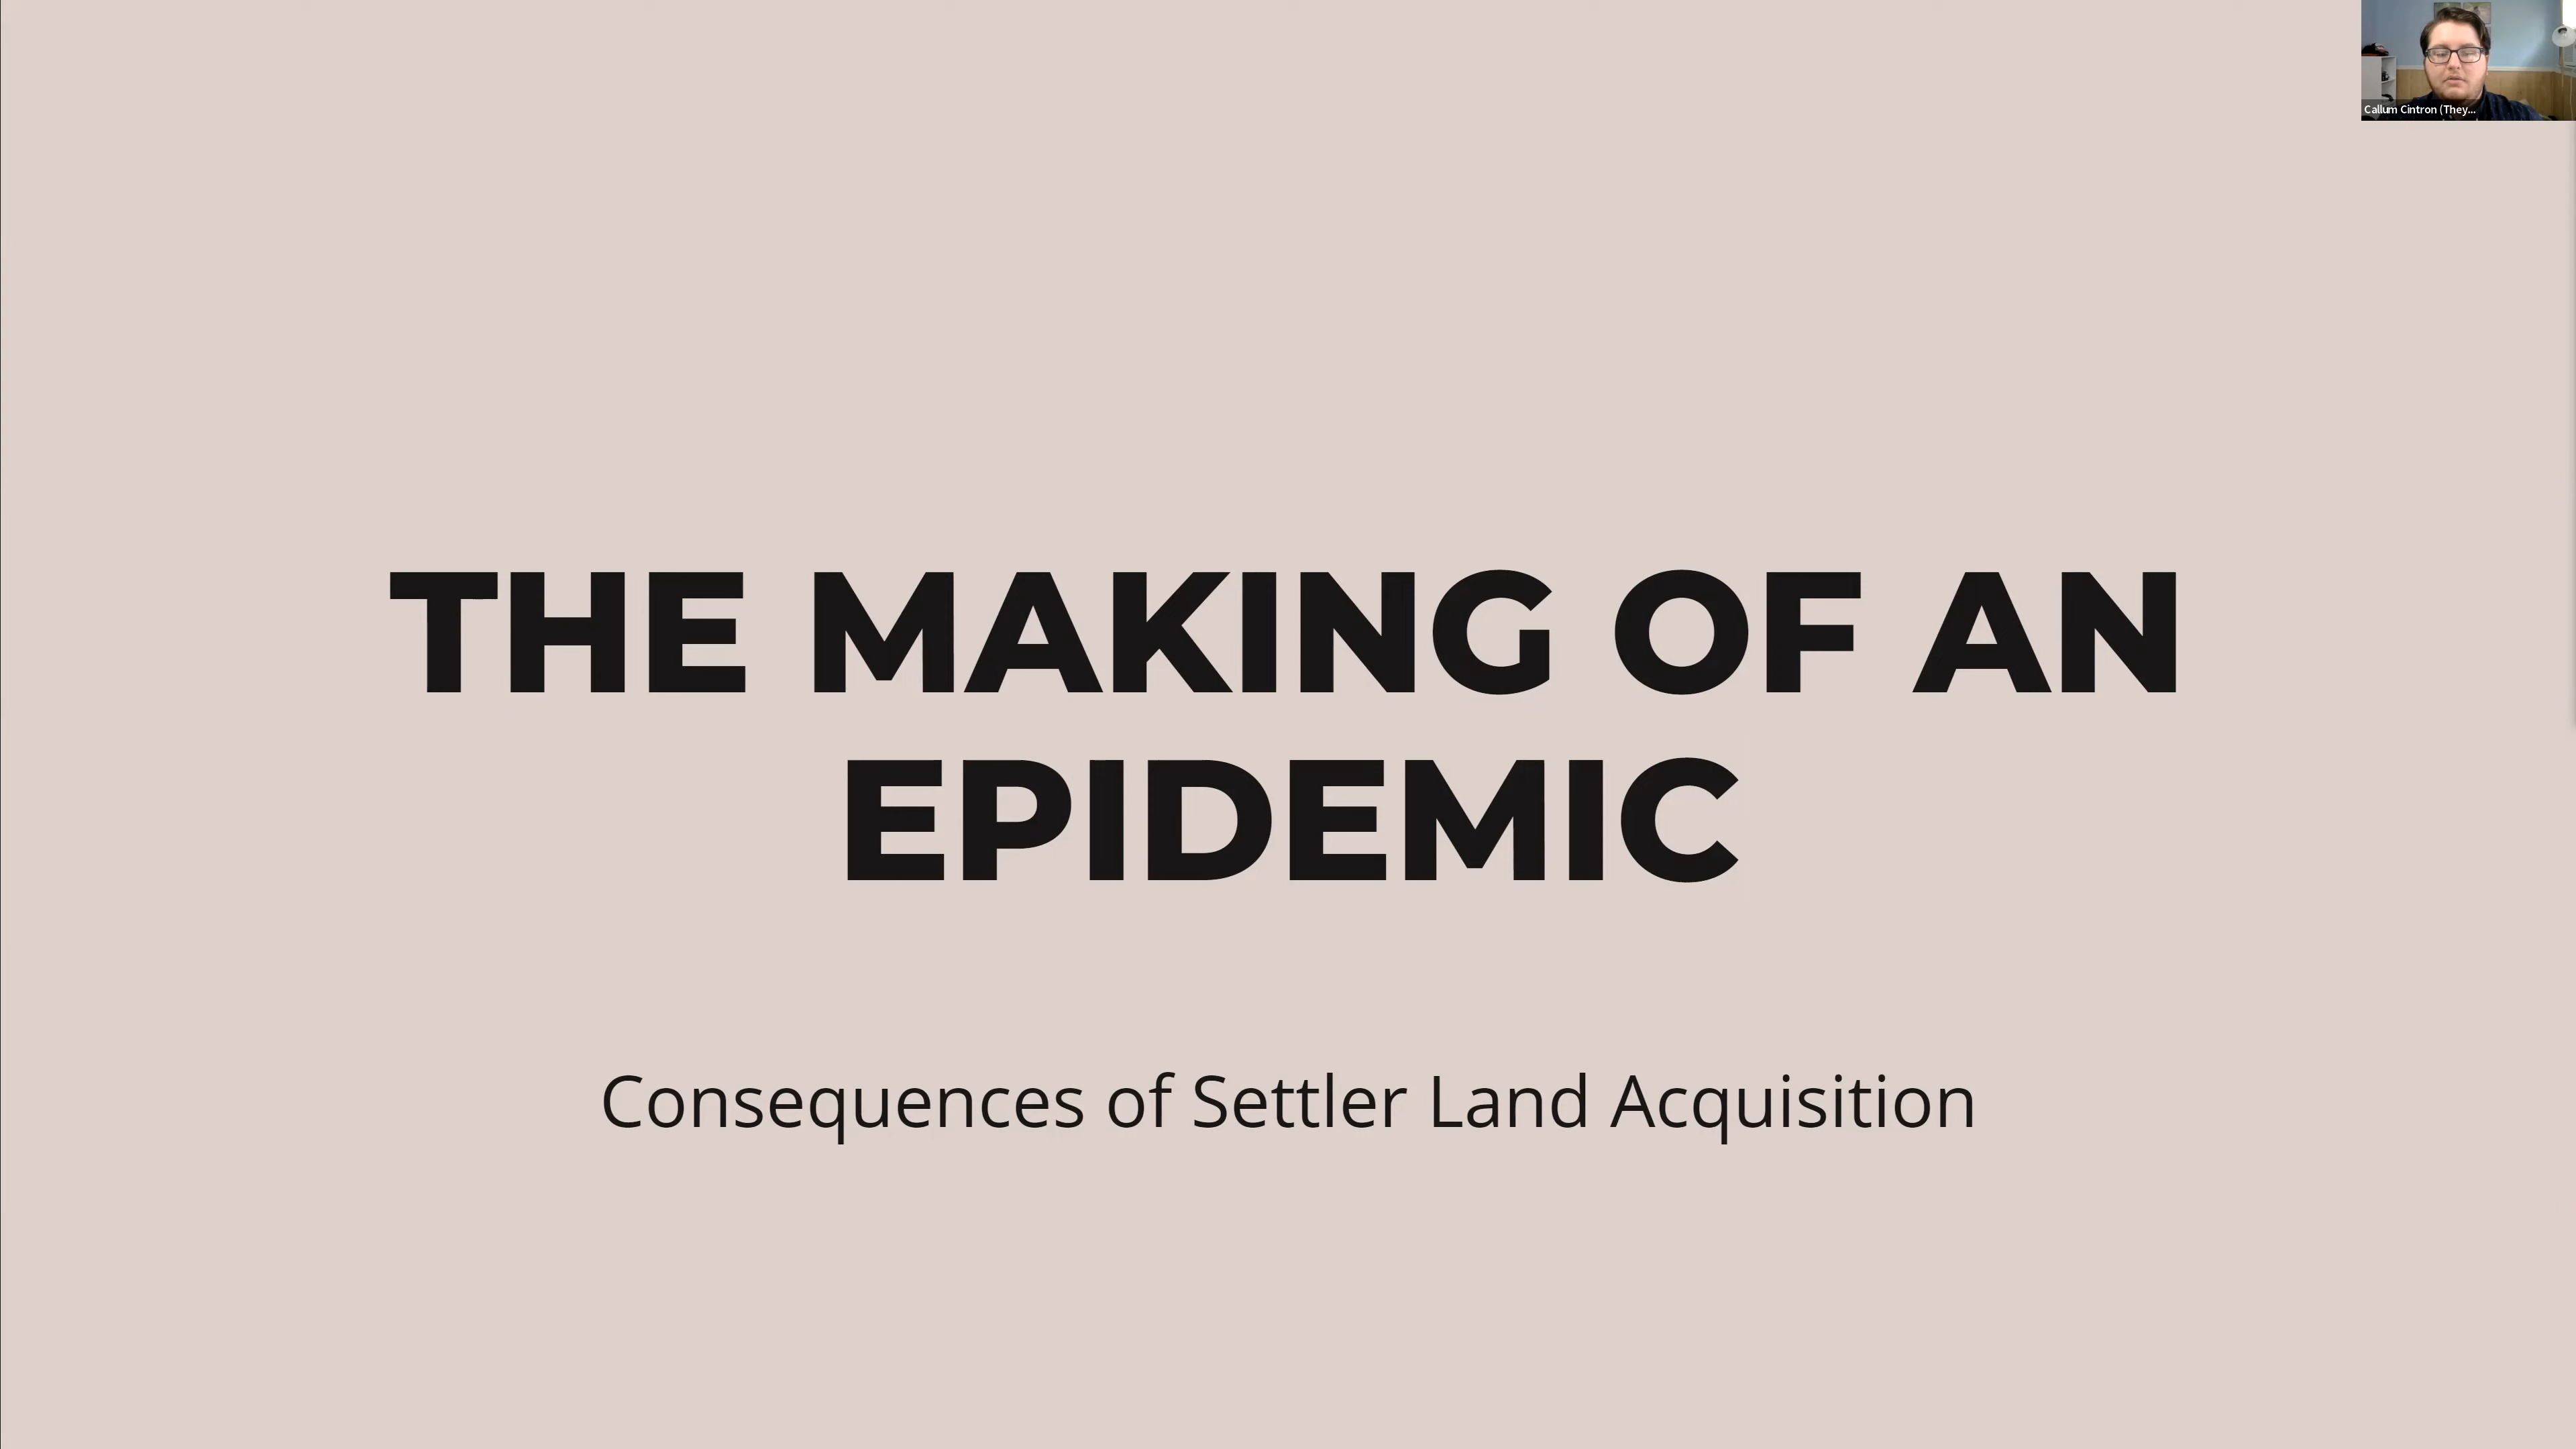 Callum Cintron (They...
THE MAKING OF AN
EPIDEMIC
Consequences of Settler Land Acquisition